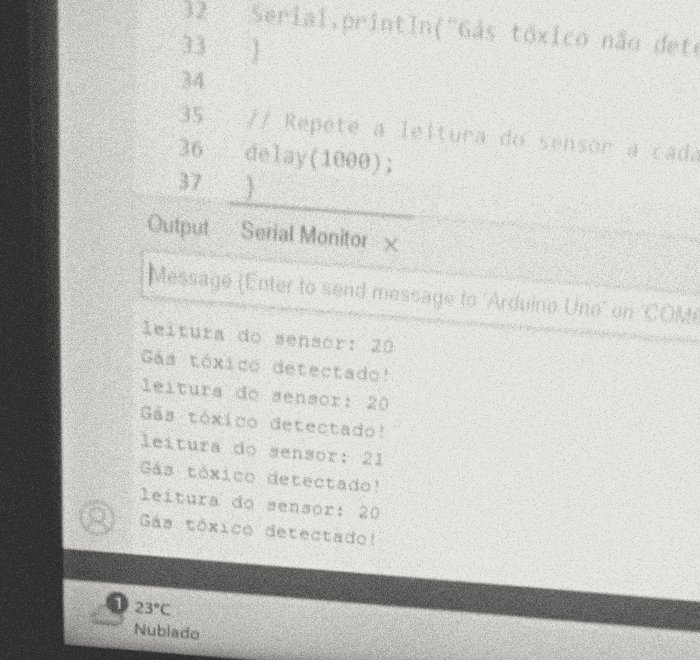 32 Serial.println("Gás tóxico não dete
33 }
34
35 // Repete a leitura do sensor a cada
36 delay(1000);
37 }
Output Serial Monitor ×
Message (Enter to send message to 'Arduino Uno' on 'COM
leitura do sensor: 20
Gás tóxico detectado!
leitura do sensor: 20
Gás tóxico detectado!
leitura do sensor: 21
Gás tóxico detectado!
leitura do sensor: 20
Gás tóxico detectado!
1 23°C
Nublado